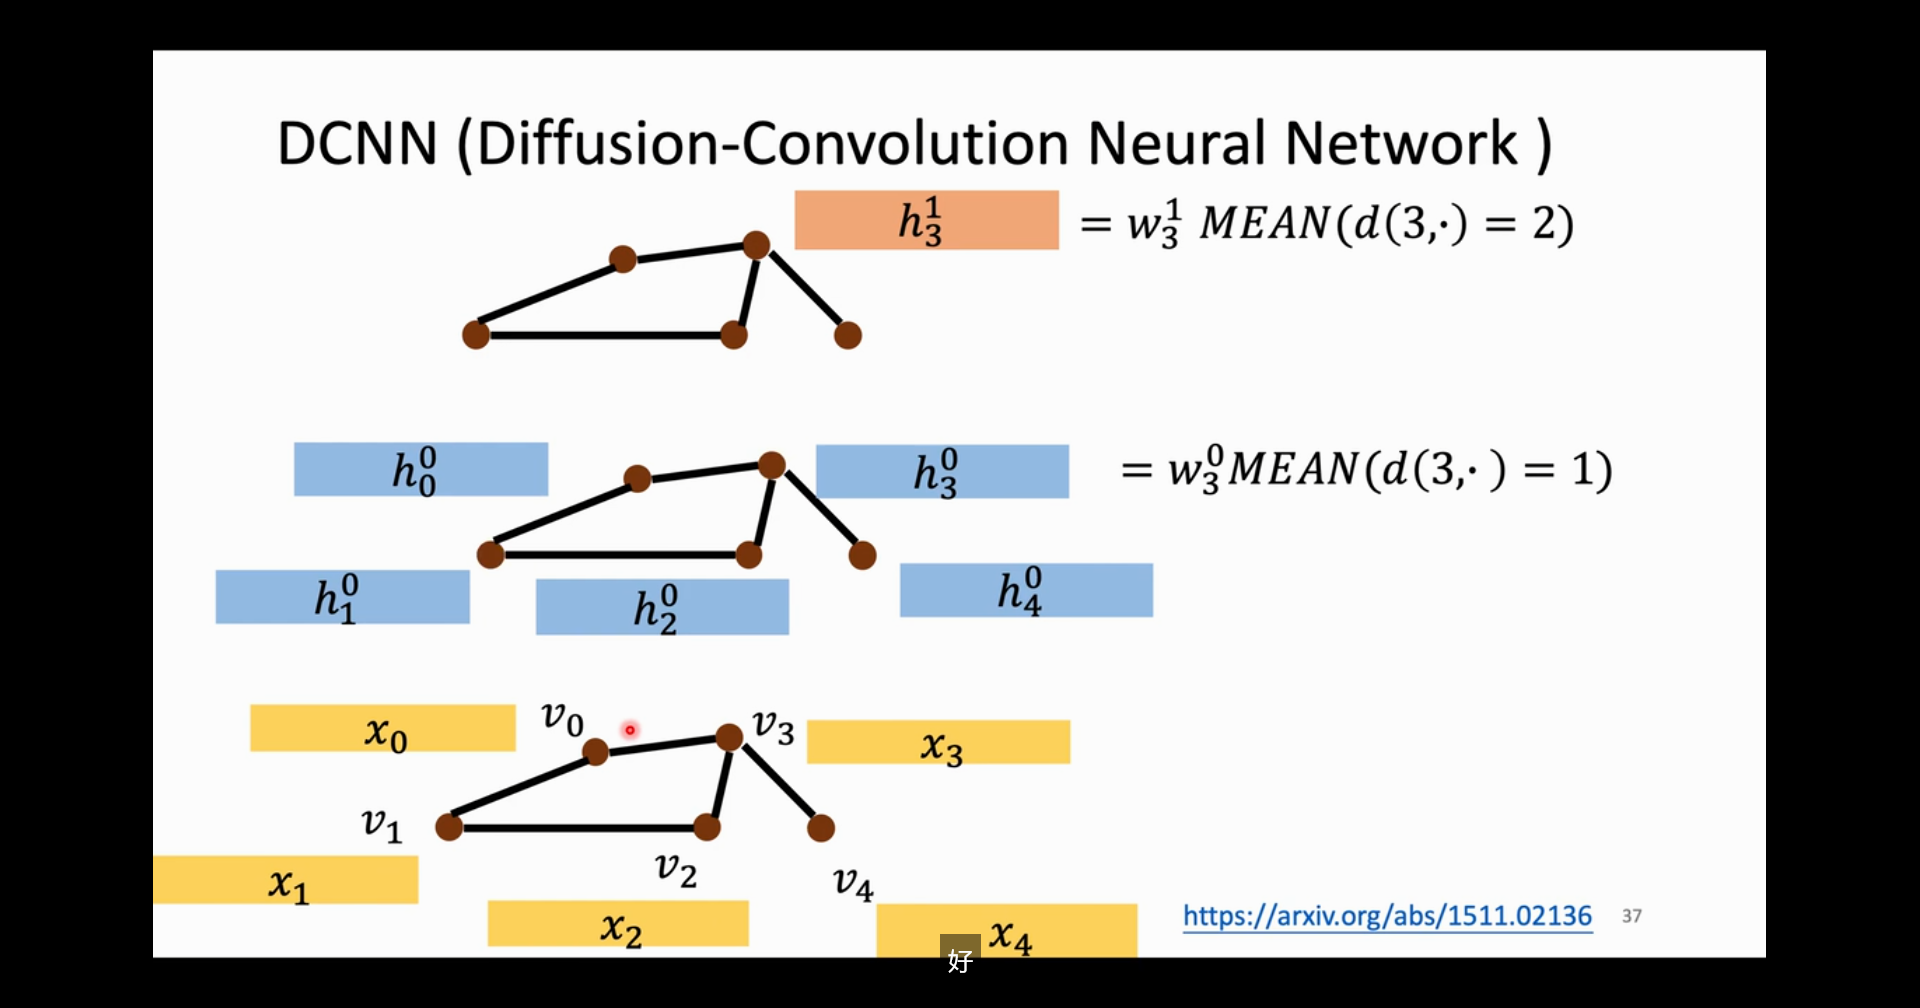 DCNN (Diffusion-Convolution Neural Network )
h_3^1 = w_3^1 MEAN(d(3,·) = 2)
h_0^0
h_3^0 = w_3^0 MEAN(d(3,· ) = 1)
h_1^0
h_2^0
h_4^0
x_0
v_0
v_3
x_3
v_1
v_2
v_4
x_1
x_2
x_4
https://arxiv.org/abs/1511.02136
37
好